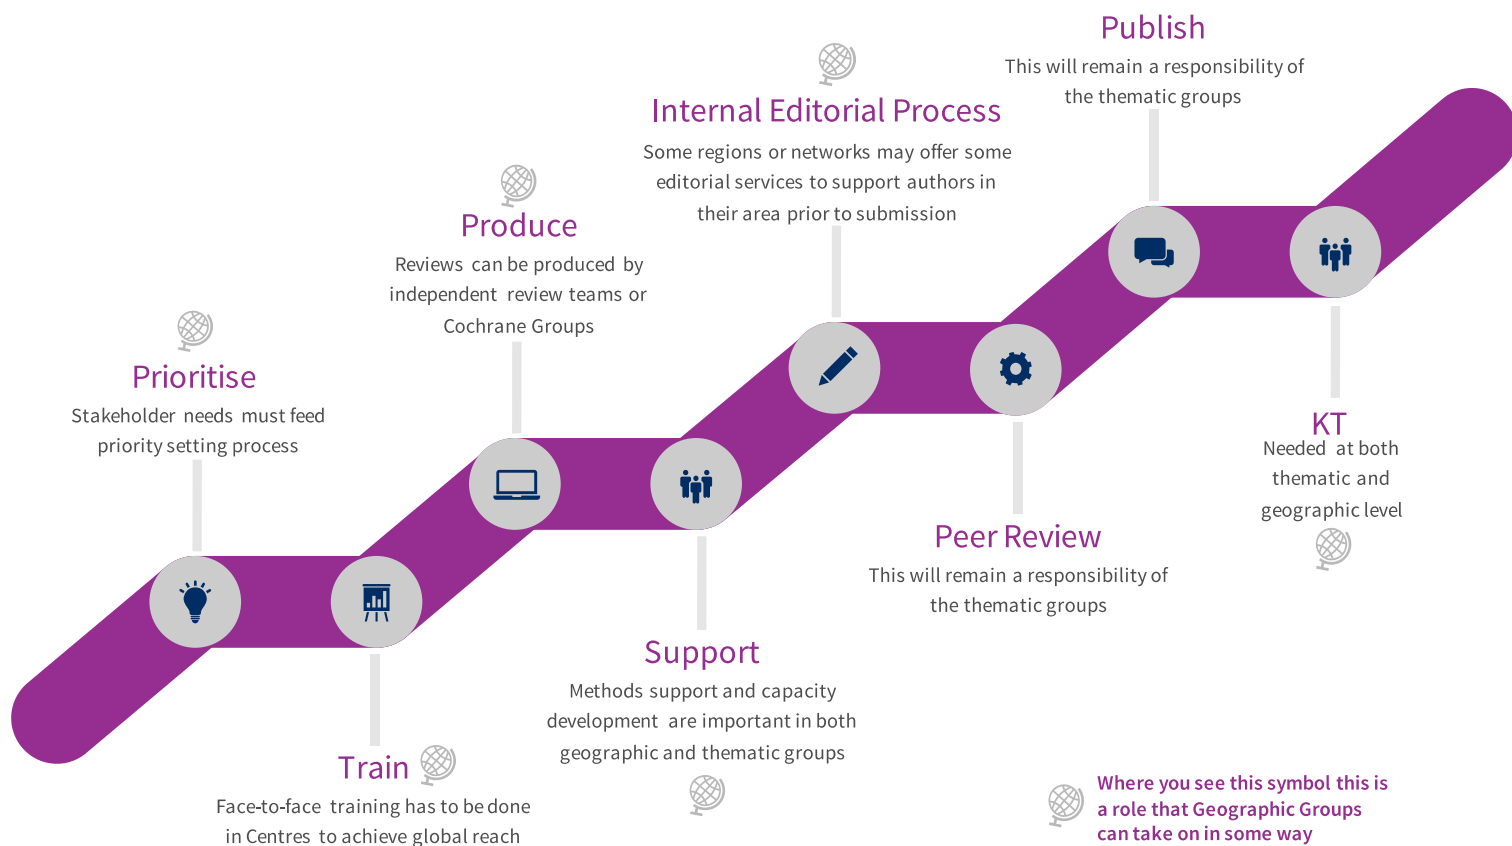 Publish
This will remain a responsibility of
the thematic groups
Internal Editorial Process
Some regions or networks may offer some
editorial services to support authors in
their area prior to submission
Produce
Reviews can be produced by
independent review teams or
Cochrane Groups
Prioritise
Stakeholder needs must feed
priority setting process
KT
Needed at both
thematic and
geographic level
Peer Review
This will remain a responsibility of
the thematic groups
Support
Methods support and capacity
development are important in both
geographic and thematic groups
Train
Face-to-face training has to be done
in Centres to achieve global reach
Where you see this symbol this is
a role that Geographic Groups
can take on in some way